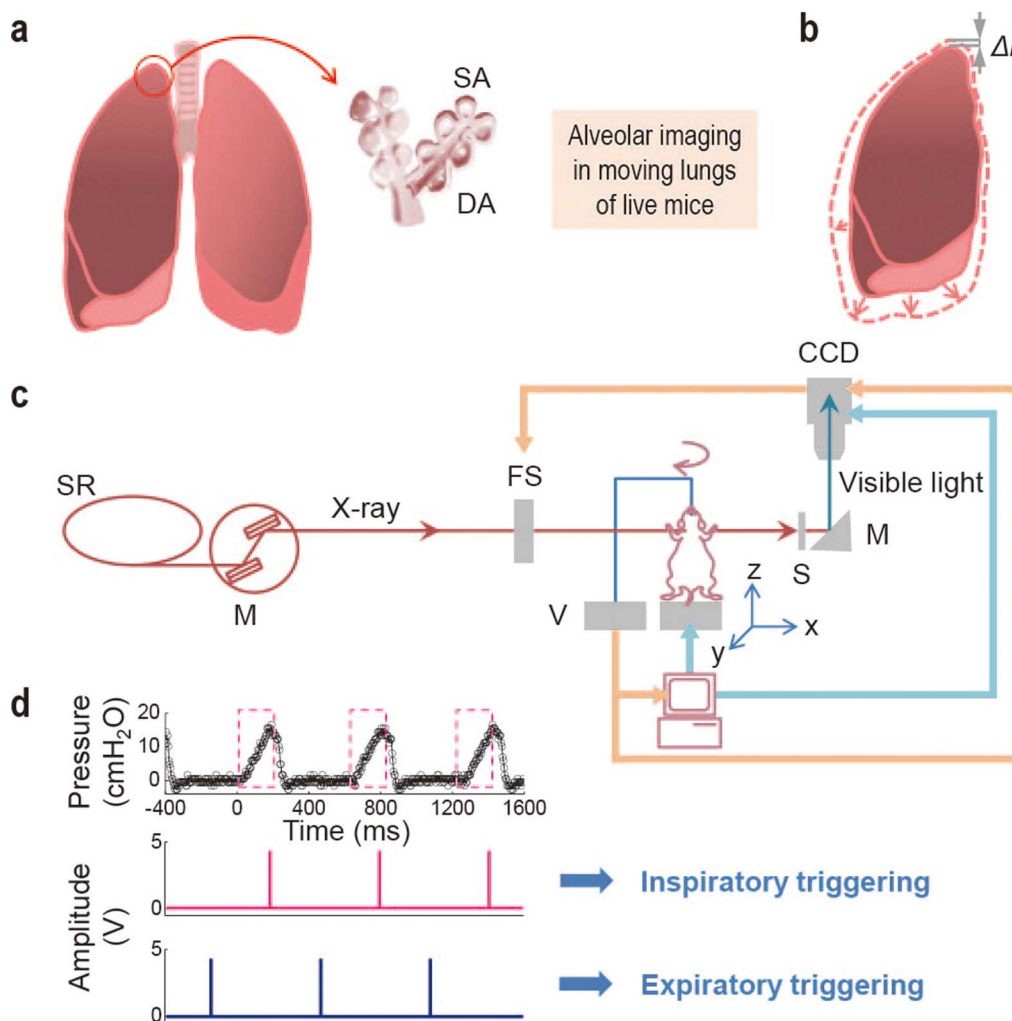 a
SA
DA
Alveolar imaging
in moving lungs
of live mice
b
c
SR
M
X-ray
FS
CCD
Visible light
M
S
V
z
x
y
d
Pressure
(cmH₂O)
20
10
0
-400
0
400
800
1200
1600
Time (ms)
Amplitude
(V)
5
0
Inspiratory triggering
5
0
Expiratory triggering